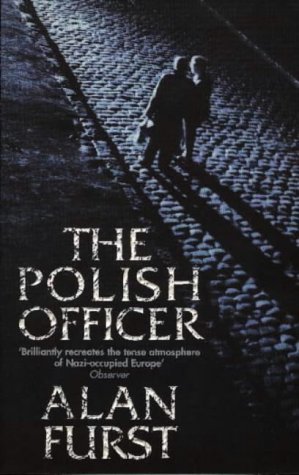 THE
POLISH
OFFICER
'Brilliantly recreates the tense atmosphere
of Nazi-occupied Europe'
Observer
ALAN
FURST